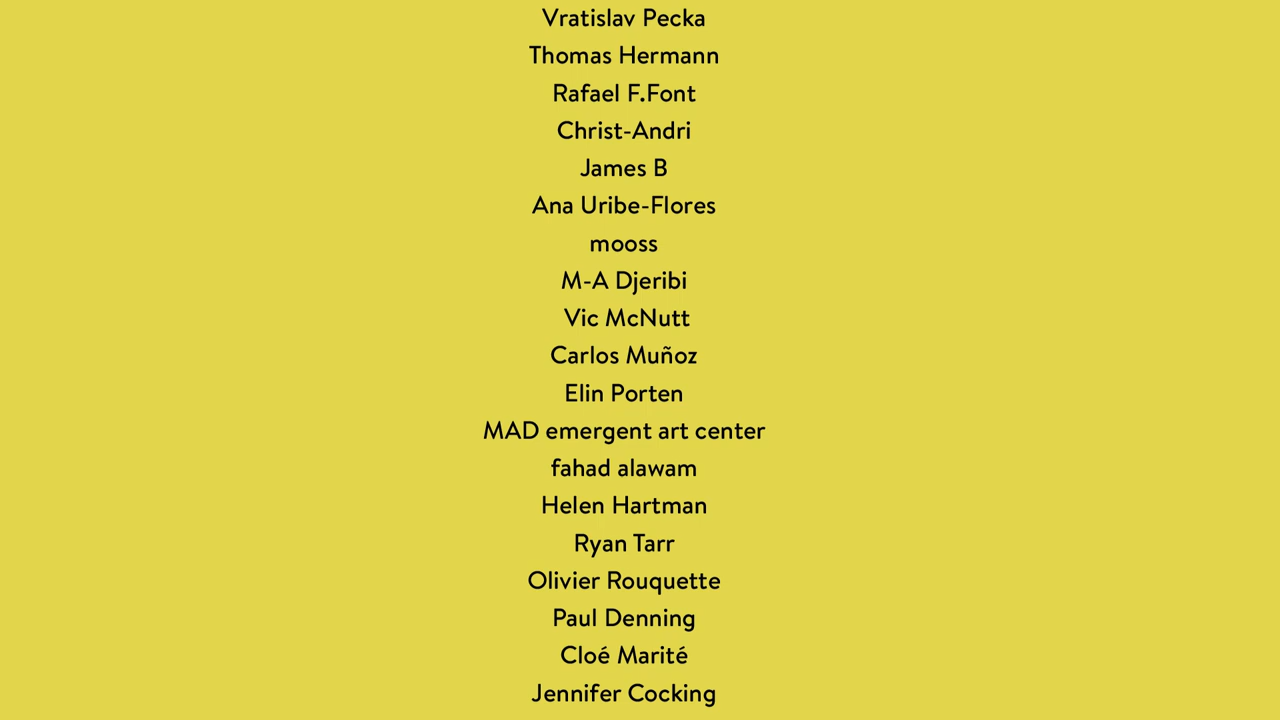 Vratislav Pecka
Thomas Hermann
Rafael F.Font
Christ-Andri
James B
Ana Uribe-Flores
mooss
M-A Djeribi
Vic McNutt
Carlos Muñoz
Elin Porten
MAD emergent art center
fahad alawam
Helen Hartman
Ryan Tarr
Olivier Rouquette
Paul Denning
Cloé Marité
Jennifer Cocking